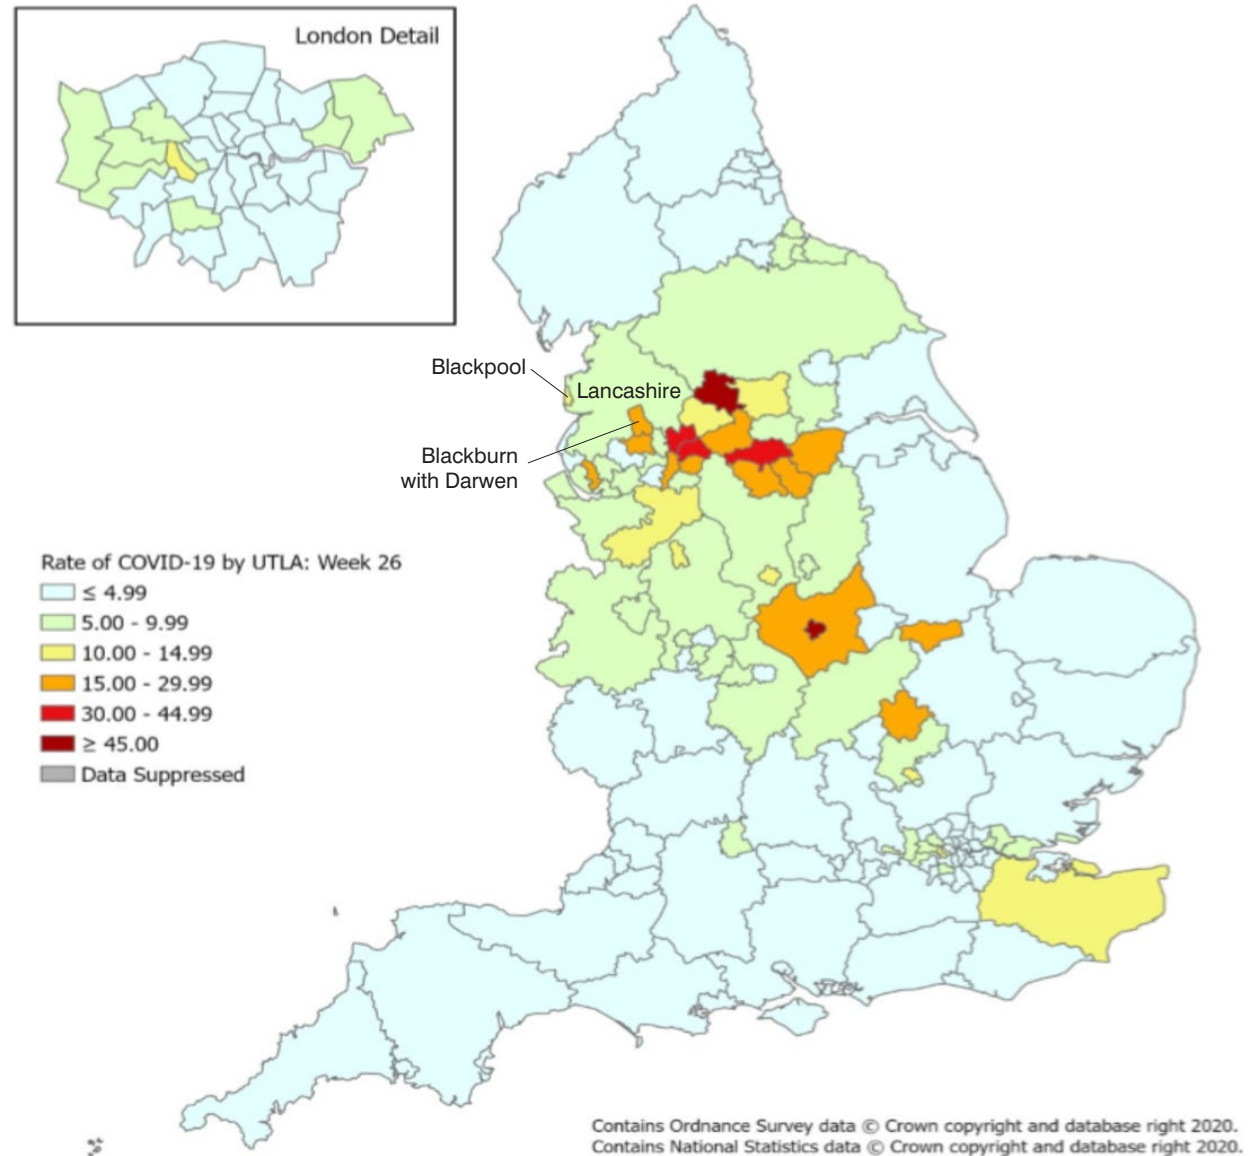 London Detail
Blackpool
Lancashire
Blackburn
with Darwen
Rate of COVID-19 by UTLA: Week 26
≤ 4.99
5.00 - 9.99
10.00 - 14.99
15.00 - 29.99
30.00 - 44.99
≥ 45.00
Data Suppressed
Contains Ordnance Survey data © Crown copyright and database right 2020.
Contains National Statistics data © Crown copyright and database right 2020.